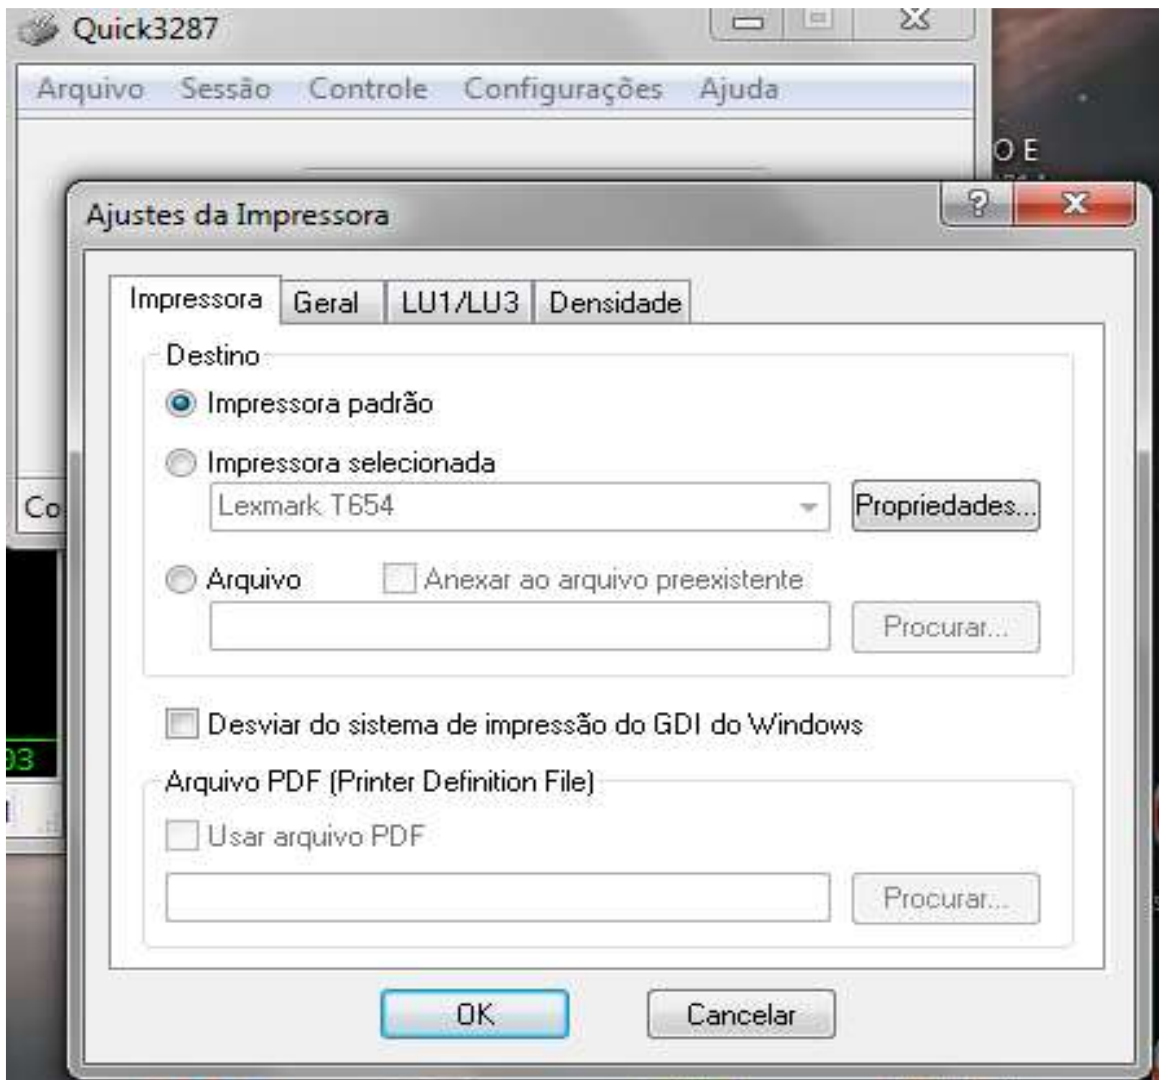 Quick3287
Arquivo Sessão Controle Configurações Ajuda
O E
Ajustes da Impressora
Impressora Geral LU1/LU3 Densidade
Destino
Impressora padrão
Impressora selecionada
Lexmark T654 Propriedades...
Co
Arquivo Anexar ao arquivo preexistente
Procurar...
Desviar do sistema de impressão do GDI do Windows
03
Arquivo PDF (Printer Definition File)
Usar arquivo PDF
Procurar...
OK Cancelar